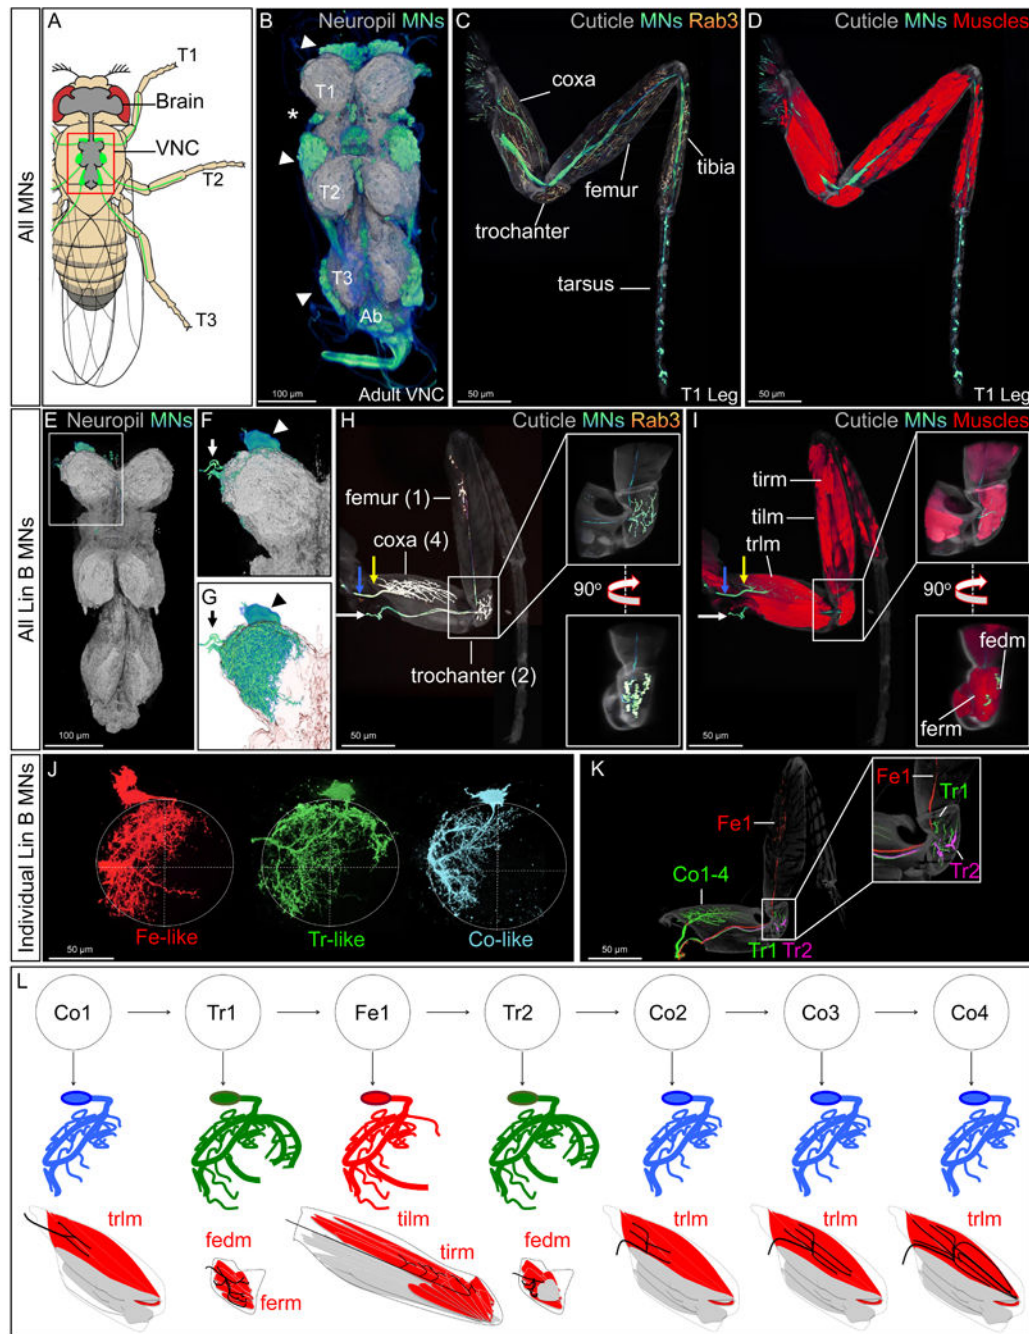 All MNs
A
T1
Brain
VNC
T2
T3
B
Neuropil MNs
T1
*
T2
T3
Ab
100 µm
Adult VNC
C
Cuticle MNs Rab3
coxa
femur
tibia
trochanter
tarsus
50 µm
T1 Leg
D
Cuticle MNs Muscles
50 µm
T1 Leg
All Lin B MNs
E
Neuropil MNs
100 µm
F
G
H
Cuticle MNs Rab3
femur (1)
coxa (4)
90°
trochanter (2)
50 µm
I
Cuticle MNs Muscles
tirm
tilm
trlm
90°
fedm
ferm
50 µm
Individual Lin B MNs
J
Fe-like
Tr-like
Co-like
50 µm
K
Fe1
Tr1
Fe1
Tr2
Co1-4
Tr1 Tr2
50 µm
L
Co1 Tr1 Fe1 Tr2 Co2 Co3 Co4
trlm fedm tilm fedm trlm trlm trlm
ferm tirm